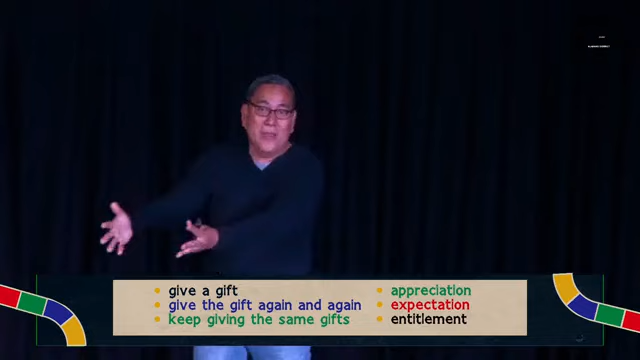 give a gift
give the gift again and again
keep giving the same gifts
appreciation
expectation
entitlement